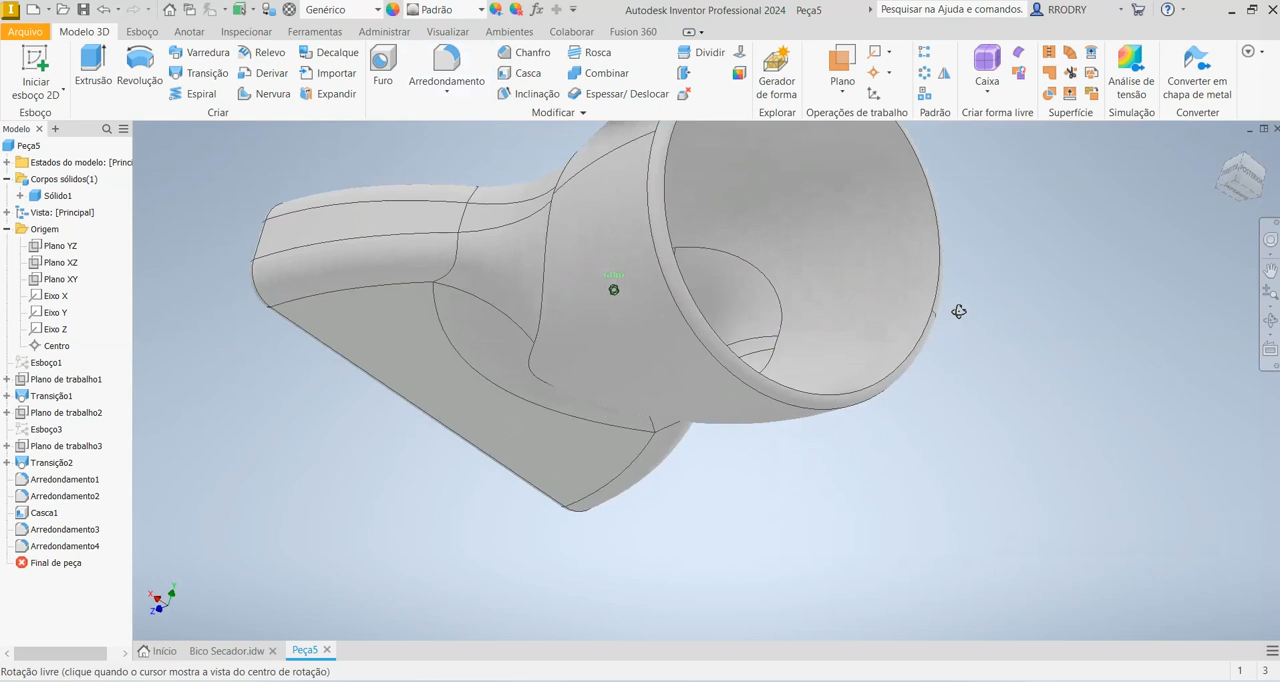 Genérico
Padrão
Autodesk Inventor Professional 2024 Peça5
Pesquisar na Ajuda e comandos.
RRODRY
Arquivo Modelo 3D Esboço Anotar Inspecionar Ferramentas Administrar Visualizar Ambientes Colaborar Fusion 360
Iniciar
esboço 2D
Esboço
Extrusão
Revolução
Varredura
Transição
Espiral
Relevo
Derivar
Nervura
Decalque
Importar
Expandir
Criar
Furo
Arredondamento
Chanfro
Casca
Inclinação
Rosca
Combinar
Espessar/ Deslocar
Dividir
Modificar
Gerador
de forma
Explorar
Plano
Operações de trabalho
Padrão
Caixa
Criar forma livre
Superfície
Análise de
tensão
Simulação
Converter em
chapa de metal
Converter
Modelo
Peça5
Estados do modelo: [Princi
Corpos sólidos(1)
Sólido1
Vista: [Principal]
Origem
Plano YZ
Plano XZ
Plano XY
Eixo X
Eixo Y
Eixo Z
Centro
Esboço1
Plano de trabalho1
Transição1
Plano de trabalho2
Esboço3
Plano de trabalho3
Transição2
Arredondamento1
Arredondamento2
Casca1
Arredondamento3
Arredondamento4
Final de peça
X
Y
Z
Início
Bico Secador.idw
Peça5
Rotação livre (clique quando o cursor mostra a vista do centro de rotação)
1 3